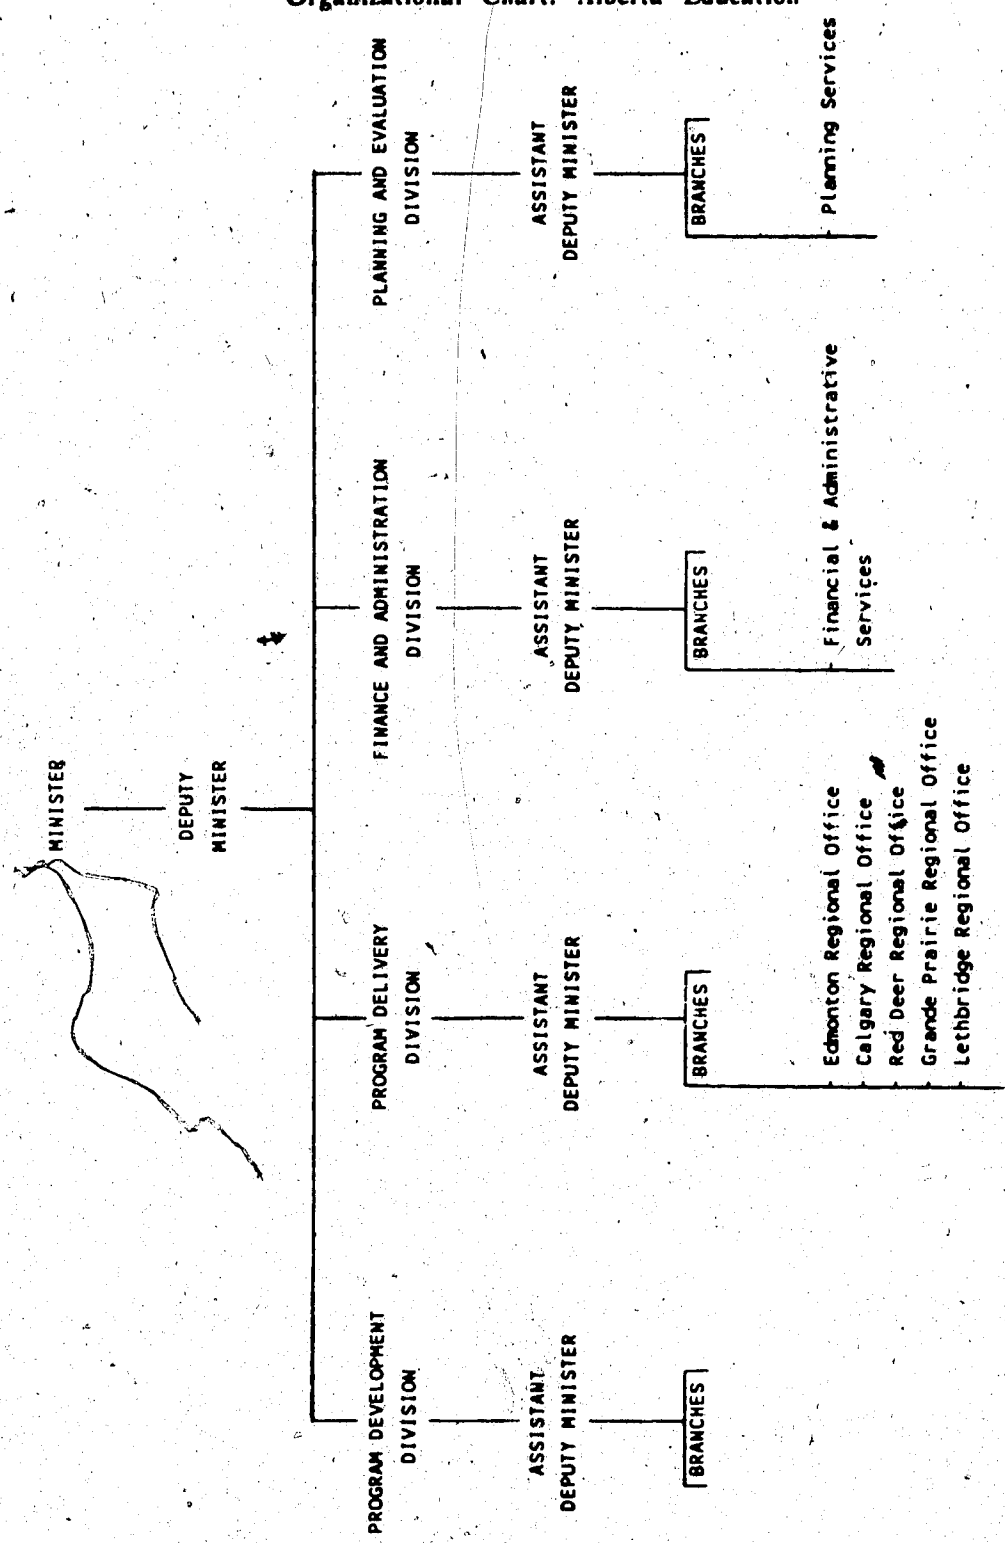 Organizational Chart: Alberta Education
MINISTER
DEPUTY
MINISTER
PROGRAM DEVELOPMENT
DIVISION
ASSISTANT
DEPUTY MINISTER
BRANCHES
PROGRAM DELIVERY
DIVISION
ASSISTANT
DEPUTY MINISTER
BRANCHES
Edmonton Regional Office
Calgary Regional Office
Red Deer Regional Office
Grande Prairie Regional Office
Lethbridge Regional Office
FINANCE AND ADMINISTRATION
DIVISION
ASSISTANT
DEPUTY MINISTER
BRANCHES
Financial & Administrative
Services
PLANNING AND EVALUATION
DIVISION
ASSISTANT
DEPUTY MINISTER
BRANCHES
Planning Services